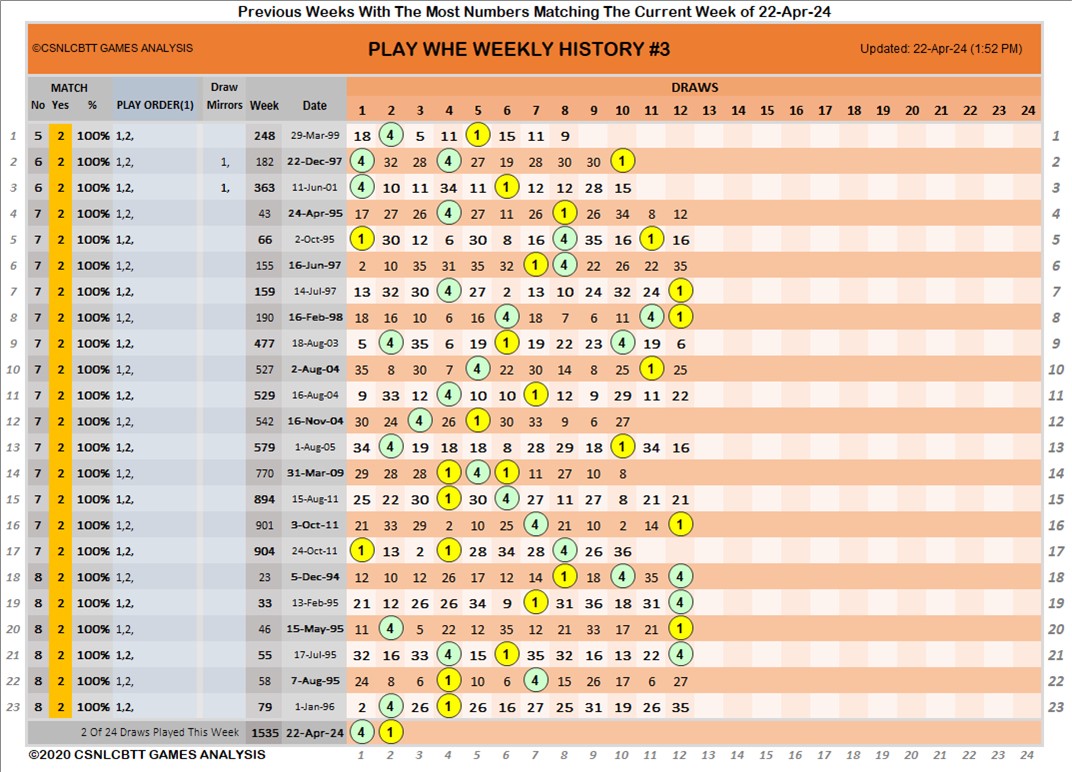 Previous Weeks With The Most Numbers Matching The Current Week of 22-Apr-24
©CSNLCBTT GAMES ANALYSIS PLAY WHE WEEKLY HISTORY #3 Updated: 22-Apr-24 (1:52 PM)
MATCH Draw DRAWS
No Yes % PLAY ORDER(1) Mirrors Week Date 1 2 3 4 5 6 7 8 9 10 11 12 13 14 15 16 17 18 19 20 21 22 23 24
1 5 2 100% 1,2, 248 29-Mar-99 18 4 5 11 1 15 11 9 1
2 6 2 100% 1,2, 1, 182 22-Dec-97 4 32 28 4 27 19 28 30 30 1 2
3 6 2 100% 1,2, 1, 363 11-Jun-01 4 10 11 34 11 1 12 12 28 15 3
4 7 2 100% 1,2, 43 24-Apr-95 17 27 26 4 27 11 26 1 26 34 8 12 4
5 7 2 100% 1,2, 66 2-Oct-95 1 30 12 6 30 8 16 4 35 16 1 16 5
6 7 2 100% 1,2, 155 16-Jun-97 2 10 35 31 35 32 1 4 22 26 22 35 6
7 7 2 100% 1,2, 159 14-Jul-97 13 32 30 4 27 2 13 10 24 32 24 1 7
8 7 2 100% 1,2, 190 16-Feb-98 18 16 10 6 16 4 18 7 6 11 4 1 8
9 7 2 100% 1,2, 477 18-Aug-03 5 4 35 6 19 1 19 22 23 4 19 6 9
10 7 2 100% 1,2, 527 2-Aug-04 35 8 30 7 4 22 30 14 8 25 1 25 10
11 7 2 100% 1,2, 529 16-Aug-04 9 33 12 4 10 10 1 12 9 29 11 22 11
12 7 2 100% 1,2, 542 16-Nov-04 30 24 4 26 1 30 33 9 6 27 12
13 7 2 100% 1,2, 579 1-Aug-05 34 4 19 18 18 8 28 29 18 1 34 16 13
14 7 2 100% 1,2, 770 31-Mar-09 29 28 28 1 4 1 11 27 10 8 14
15 7 2 100% 1,2, 894 15-Aug-11 25 22 30 1 30 4 27 11 27 8 21 21 15
16 7 2 100% 1,2, 901 3-Oct-11 21 33 29 2 10 25 4 21 10 2 14 1 16
17 7 2 100% 1,2, 904 24-Oct-11 1 13 2 1 28 34 28 4 26 36 17
18 8 2 100% 1,2, 23 5-Dec-94 12 10 12 26 17 12 14 1 18 4 35 4 18
19 8 2 100% 1,2, 33 13-Feb-95 21 12 26 26 34 9 1 31 36 18 31 4 19
20 8 2 100% 1,2, 46 15-May-95 11 4 5 22 12 35 12 21 33 17 21 1 20
21 8 2 100% 1,2, 55 17-Jul-95 32 16 33 4 15 1 35 32 16 13 22 4 21
22 8 2 100% 1,2, 58 7-Aug-95 24 8 6 1 10 6 4 15 26 22 6 27 22
23 8 2 100% 1,2, 79 1-Jan-96 2 4 26 1 26 16 27 25 31 19 26 35 23
2 Of 24 Draws Played This Week 1535 22-Apr-24 4 1
©2020 CSNLCBTT GAMES ANALYSIS 1 2 3 4 5 6 7 8 9 10 11 12 13 14 15 16 17 18 19 20 21 22 23 24